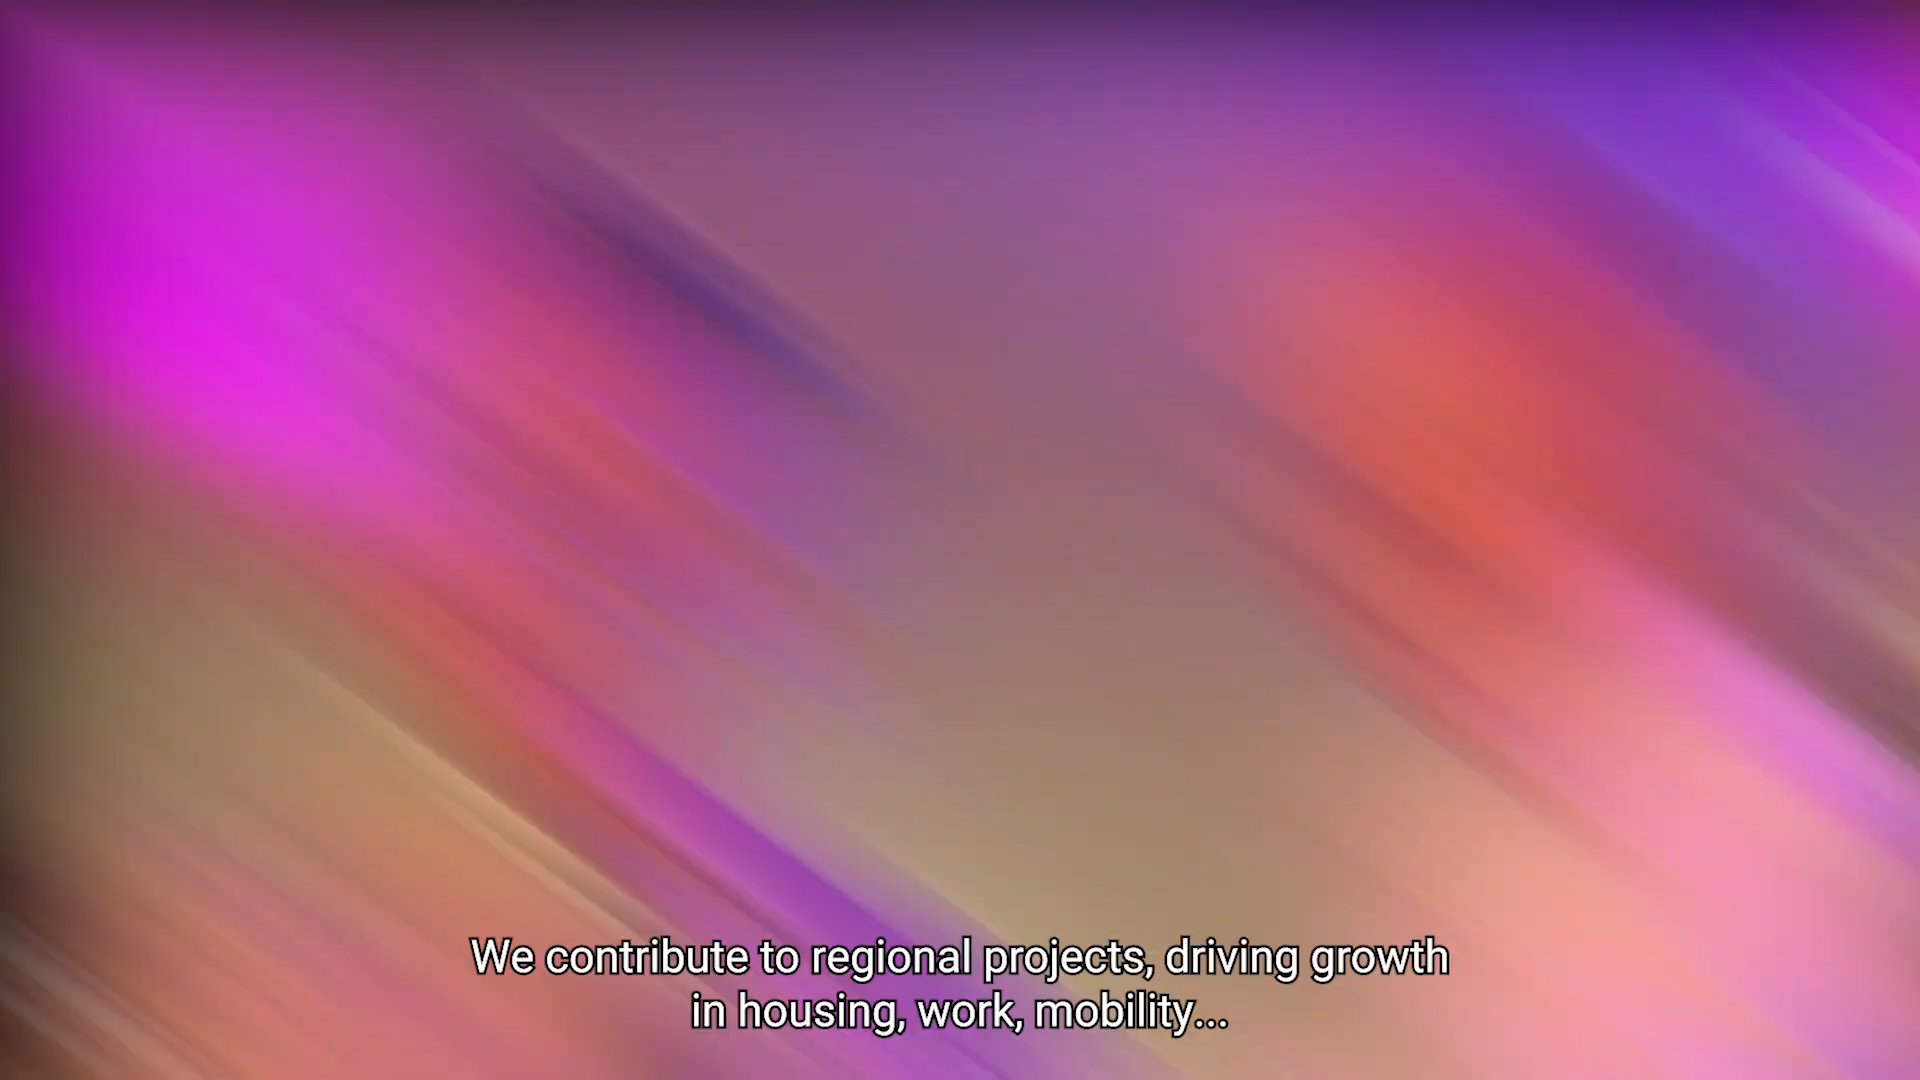 We contribute to regional projects, driving growth
in housing, work, mobility...